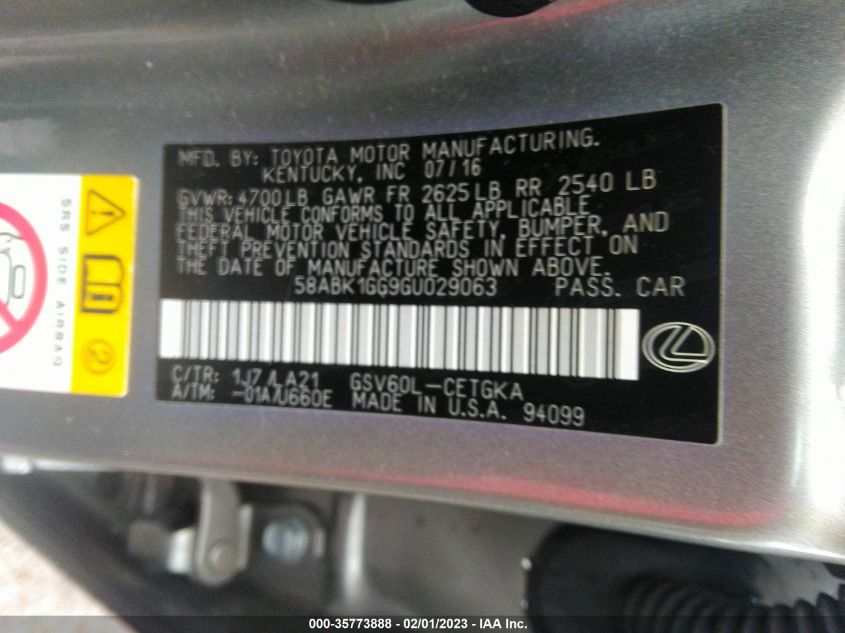 MFD. BY: TOYOTA MOTOR MANUFACTURING.
KENTUCKY, INC 07/16
GVWR: 4700LB GAWR FR 2625LB RR 2540 LB
THIS VEHICLE CONFORMS TO ALL APPLICABLE
FEDERAL MOTOR VEHICLE SAFETY, BUMPER, AND
THEFT PREVENTION STANDARDS IN EFFECT ON
THE DATE OF MANUFACTURE SHOWN ABOVE.
58ABK1GG9GU029063 PASS. CAR
C/TR: 1J7/LA21 GSV60L-CETGKA
A/TM: -01A/U660E MADE IN U.S.A. 94099
SRS SIDE AIRBAG
2
000-35773888 - 02/01/2023 - IAA Inc.